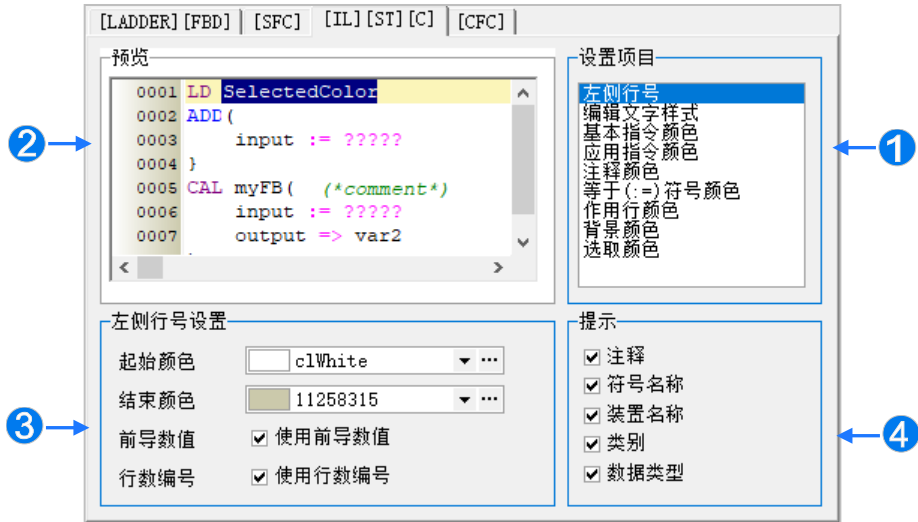 [LADDER][FBD] [SFC] [IL][ST][C] [CFC]
预览
0001 LD SelectedColor
0002 ADD(
0003 input := ?????
0004 }
0005 CAL myFB( (*comment*)
0006 input := ?????
0007 output => var2
2
设置项目
左侧行号
编辑文字样式
基本指令颜色
应用指令颜色
注释颜色
等于(:=)符号颜色
作用行颜色
背景颜色
选取颜色
1
左侧行号设置
起始颜色 clWhite
结束颜色 11258315
前导数值 使用前导数值
行数编号 使用行数编号
3
提示
注释
符号名称
装置名称
类别
数据类型
4